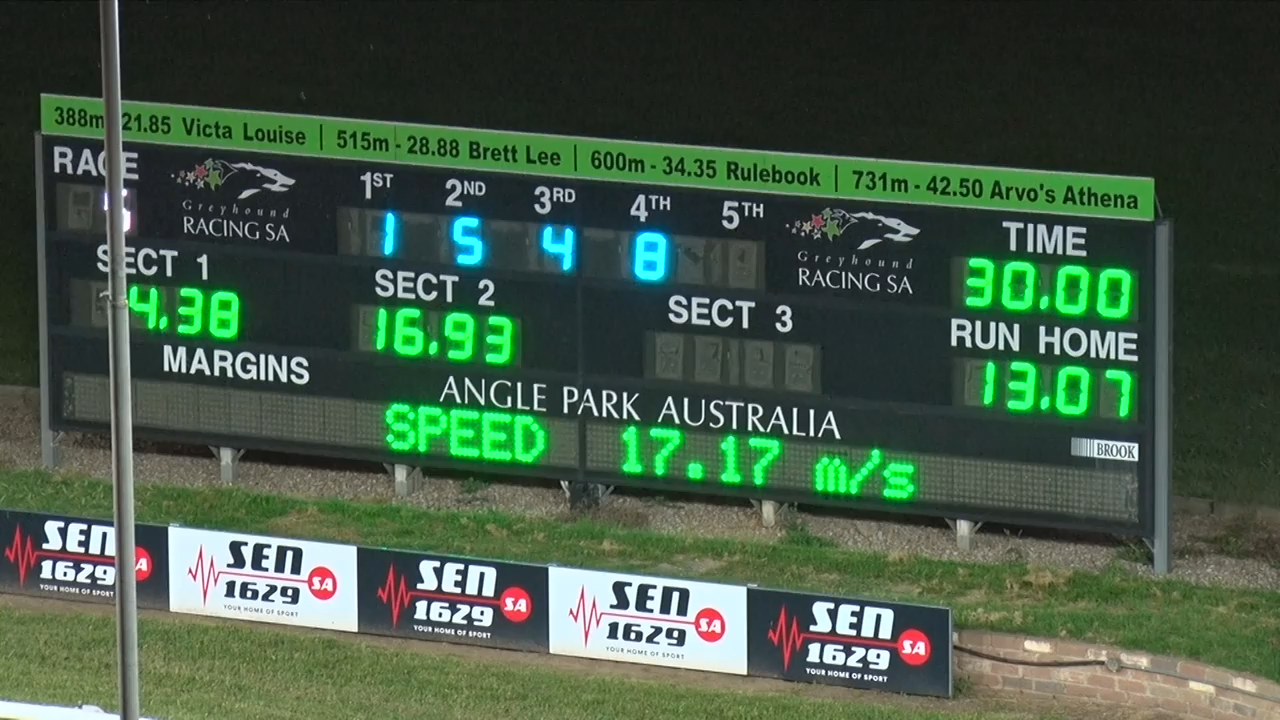 388m 21.85 Victa Louise | 515m - 28.88 Brett Lee | 600m - 34.35 Rulebook | 731m - 42.50 Arvo's Athena
RACE
Greyhound
RACING SA
1ST 2ND 3RD 4TH 5TH
1 5 4 8
Greyhound
RACING SA
TIME
30.00
SECT 1
4.38
SECT 2
16.93
SECT 3
RUN HOME
13.07
MARGINS
ANGLE PARK AUSTRALIA
BROOK
SPEED 17.17 m/s
SEN
1629
YOUR HOME OF SPORT
SEN
1629
SA
YOUR HOME OF SPORT
SEN
1629
SA
YOUR HOME OF SPORT
SEN
1629
SA
YOUR HOME OF SPORT
SEN
1629
SA
YOUR HOME OF SPORT